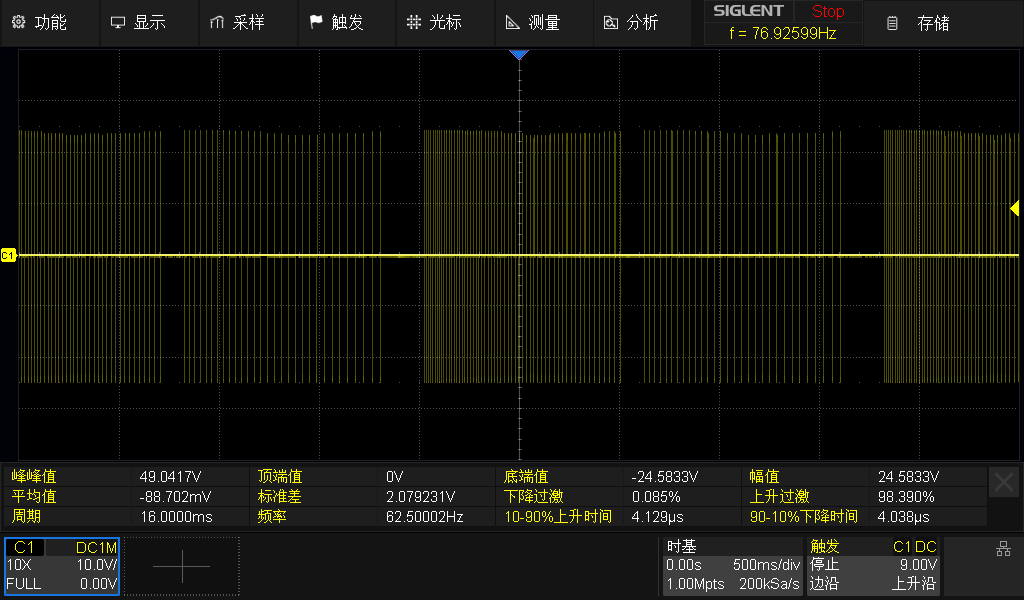 功能 显示 采样 触发 光标 测量 分析 SIGLENT Stop 存储
f = 76.92599Hz
C1
峰峰值 49.0417V 顶端值 0V 底端值 -24.5833V 幅值 24.5833V
平均值 -88.702mV 标准差 2.079231V 下降过激 0.085% 上升过激 98.390%
周期 16.0000ms 频率 62.50002Hz 10-90%上升时间 4.129μs 90-10%下降时间 4.038μs
C1 DC1M
10X 10.0V/
FULL 0.00V
时基
0.00s 500ms/div
1.00Mpts 200kSa/s
触发 C1 DC
停止 9.00V
边沿 上升沿